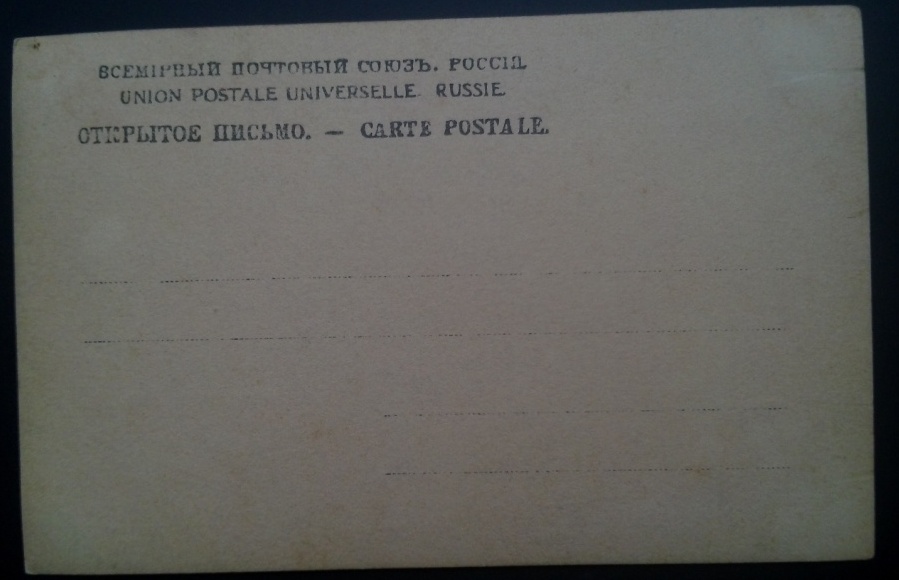 ВСЕМІРНЫЙ ПОЧТОВЫЙ СОЮЗЪ. РОССІЯ.
UNION POSTALE UNIVERSELLE. RUSSIE
ОТКРЫТОЕ ПИСЬМО. — CARTE POSTALE.